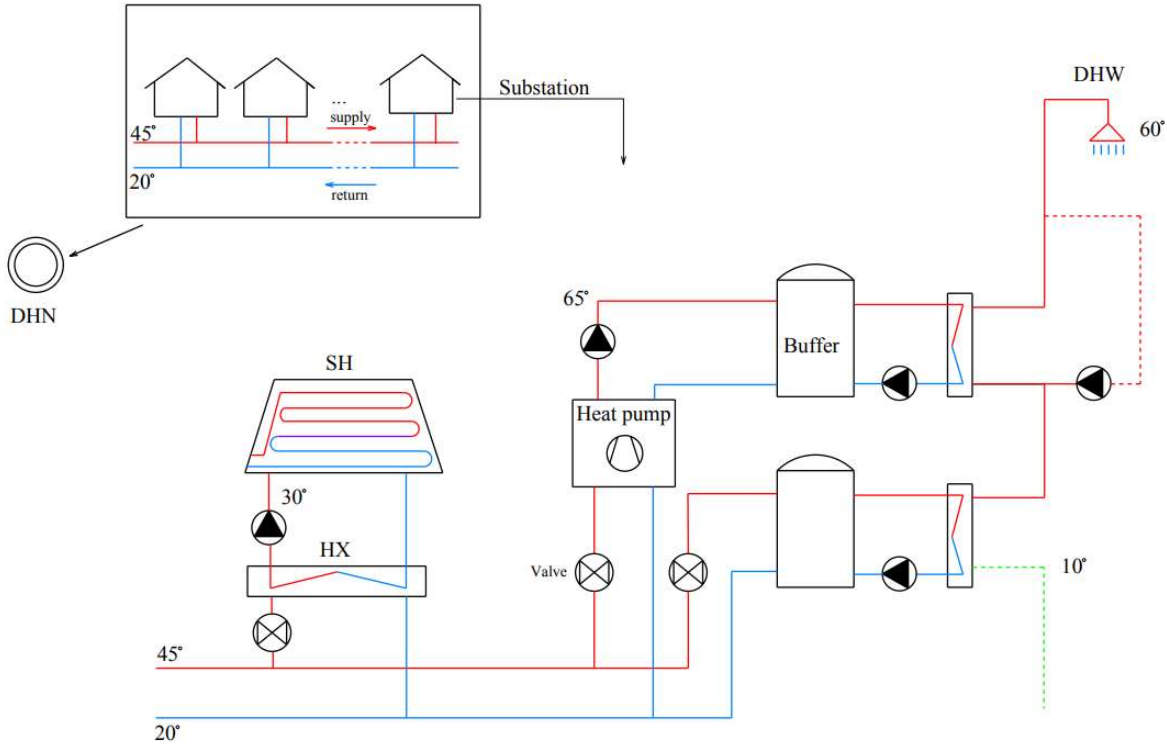 DHW
Substation
...
supply
45°
60°
20°
return
DHN
65°
Buffer
SH
Heat pump
30°
HX
Valve
10°
45°
20°